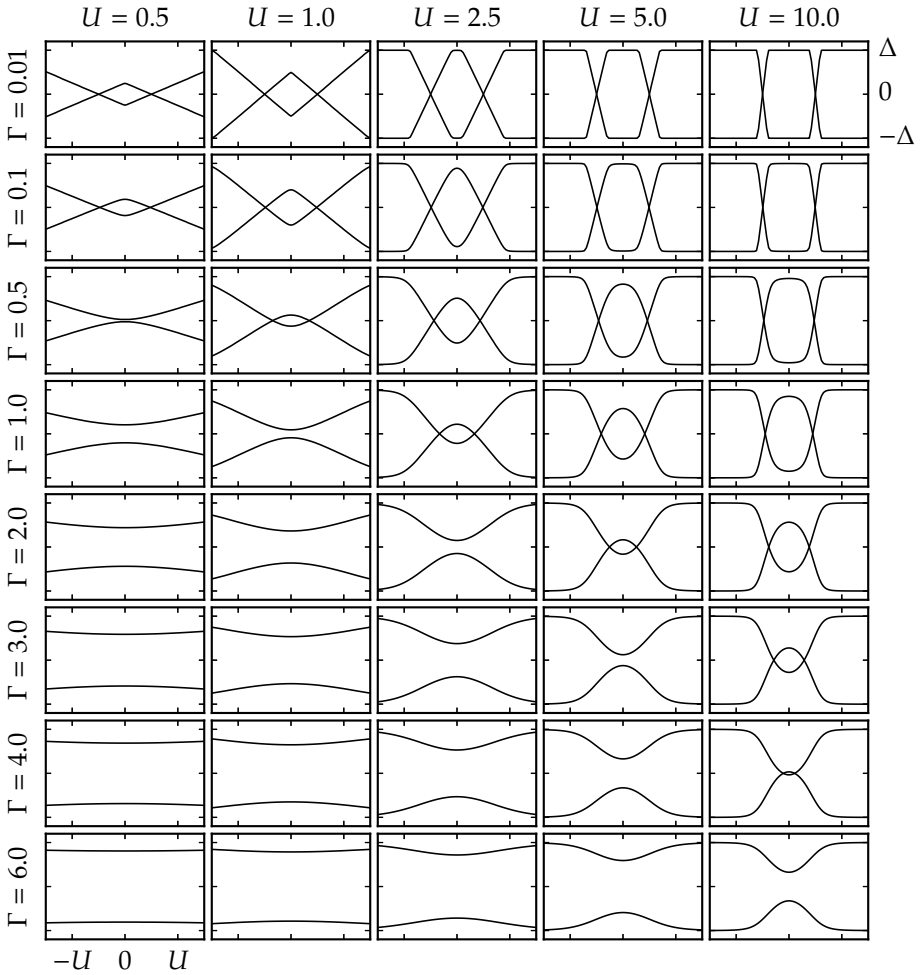 U = 0.5 U = 1.0 U = 2.5 U = 5.0 U = 10.0
Γ = 0.01
Δ
0
−Δ
Γ = 0.1
Γ = 0.5
Γ = 1.0
Γ = 2.0
Γ = 3.0
Γ = 4.0
Γ = 6.0
−U 0 U